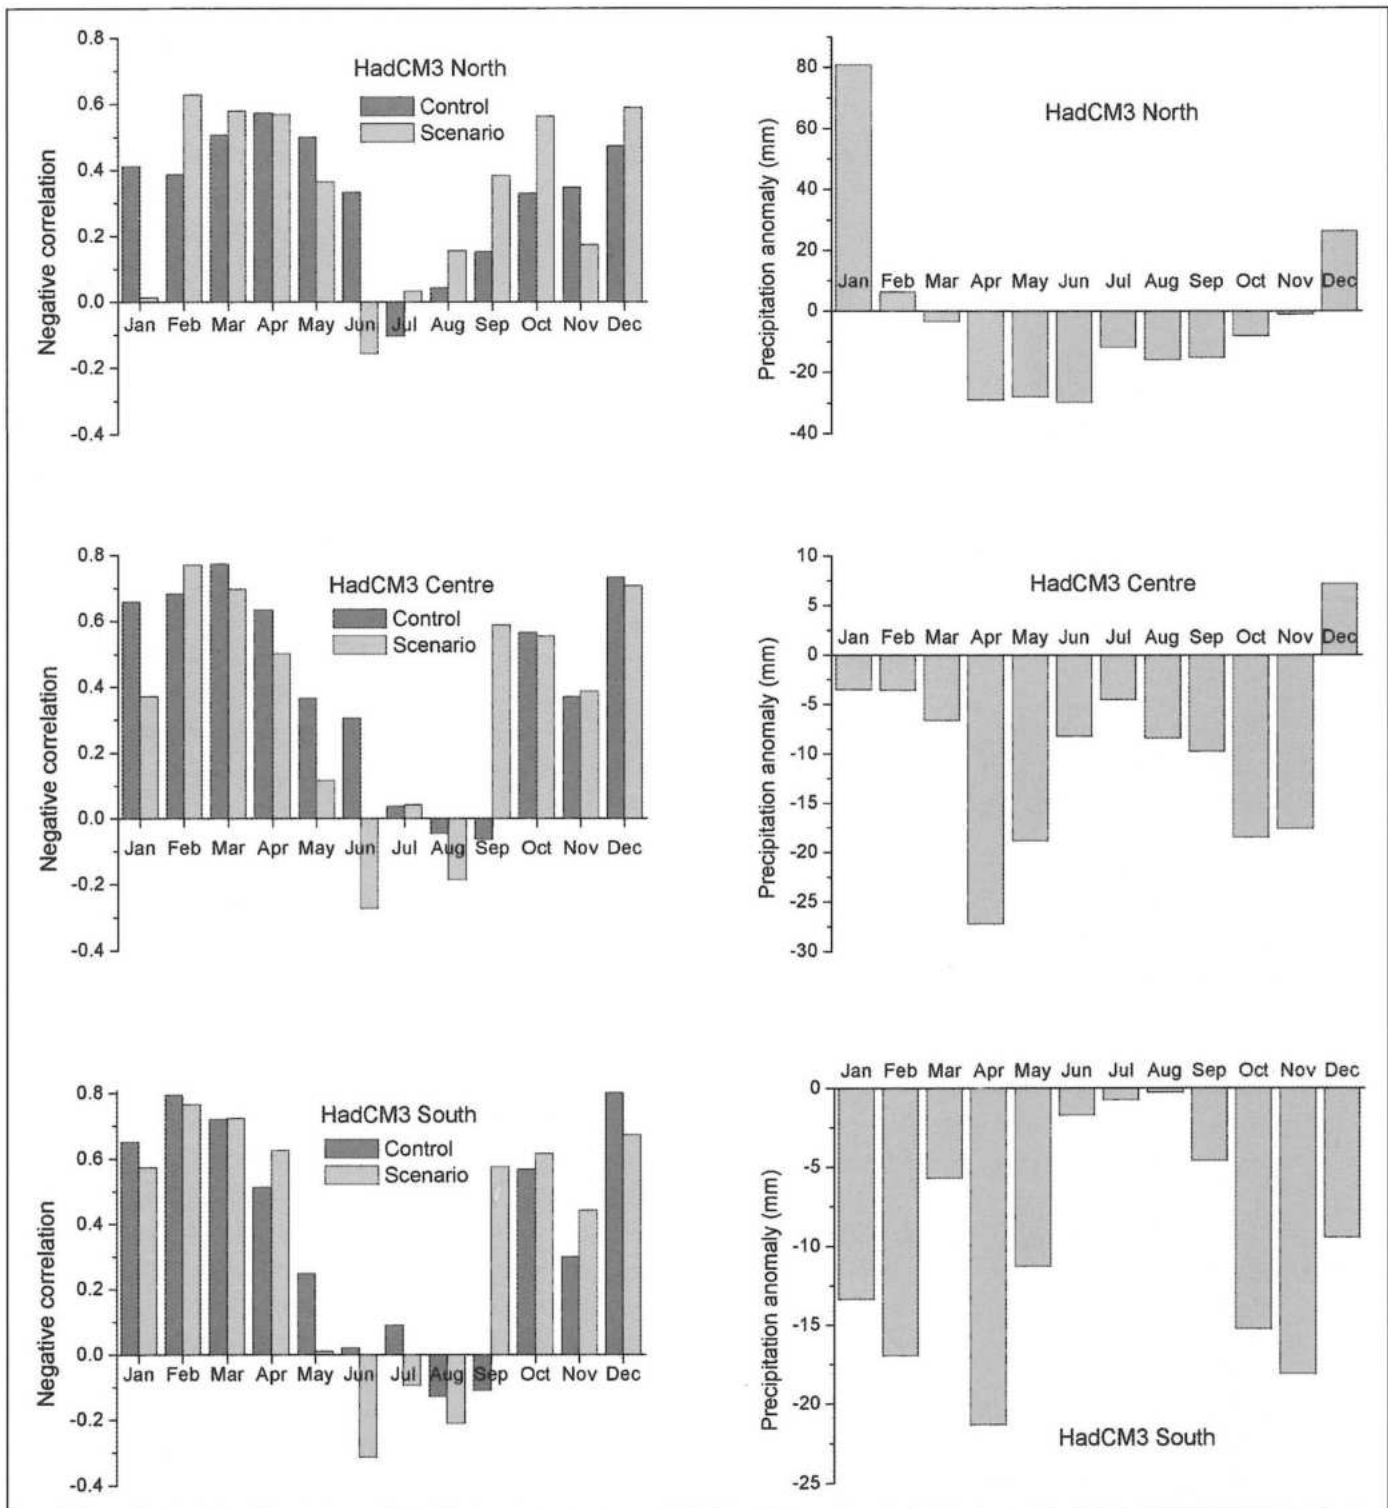 HadCM3 North
Control
Scenario
Negative correlation
0.8
0.6
0.4
0.2
0.0
-0.2
-0.4
Jan Feb Mar Apr May Jun Jul Aug Sep Oct Nov Dec
HadCM3 North
Precipitation anomaly (mm)
80
60
40
20
0
-20
-40
Jan Feb Mar Apr May Jun Jul Aug Sep Oct Nov Dec
HadCM3 Centre
Control
Scenario
Negative correlation
0.8
0.6
0.4
0.2
0.0
-0.2
-0.4
Jan Feb Mar Apr May Jun Jul Aug Sep Oct Nov Dec
HadCM3 Centre
Precipitation anomaly (mm)
10
5
0
-5
-10
-15
-20
-25
-30
Jan Feb Mar Apr May Jun Jul Aug Sep Oct Nov Dec
HadCM3 South
Control
Scenario
Negative correlation
0.8
0.6
0.4
0.2
0.0
-0.2
-0.4
Jan Feb Mar Apr May Jun Jul Aug Sep Oct Nov Dec
Jan Feb Mar Apr May Jun Jul Aug Sep Oct Nov Dec
Precipitation anomaly (mm)
0
-5
-10
-15
-20
-25
HadCM3 South